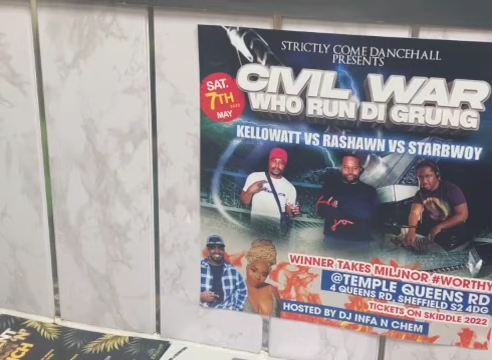 STRICTLY COME DANCEHALL
PRESENTS
SAT.
7TH
MAY
CIVIL WAR
WHO RUN DI GRUNG
KELLOWATT VS RASHAWN VS STARBWOY
WINNER TAKES MILJNOR #WORTHY
@TEMPLE QUEENS RD
4 QUEENS RD, SHEFFIELD S2 4DG
TICKETS ON SKIDDLE 2022
HOSTED BY DJ INFA N CHEM